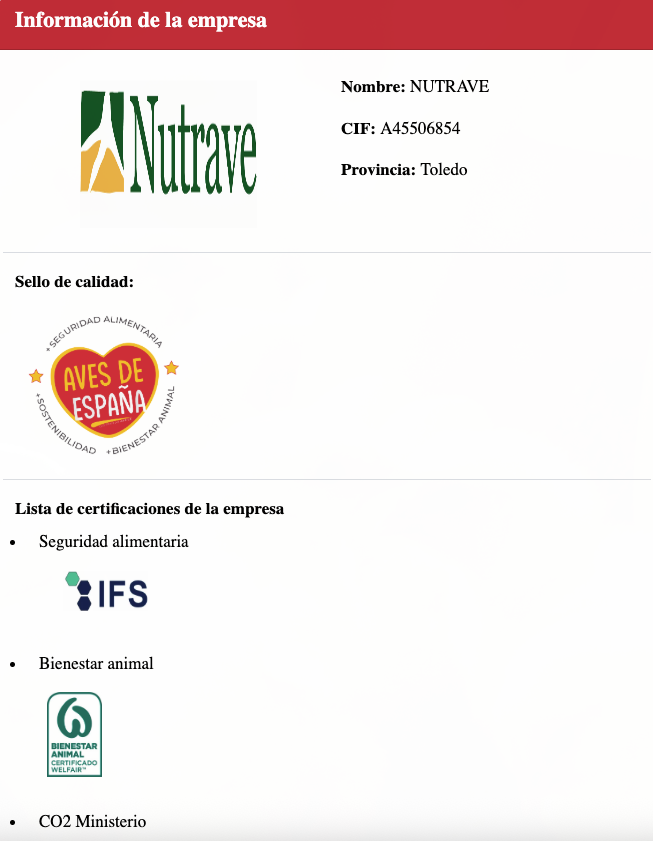 Información de la empresa
Nutrave
Nombre: NUTRAVE
CIF: A45506854
Provincia: Toledo
Sello de calidad:
+SEGURIDAD ALIMENTARIA
AVES DE
ESPAÑA
+SOSTENIBILIDAD
+BIENESTAR ANIMAL
Lista de certificaciones de la empresa
• Seguridad alimentaria
IFS
• Bienestar animal
BIENESTAR
ANIMAL
CERTIFICADO
WELFAIR™
• CO2 Ministerio